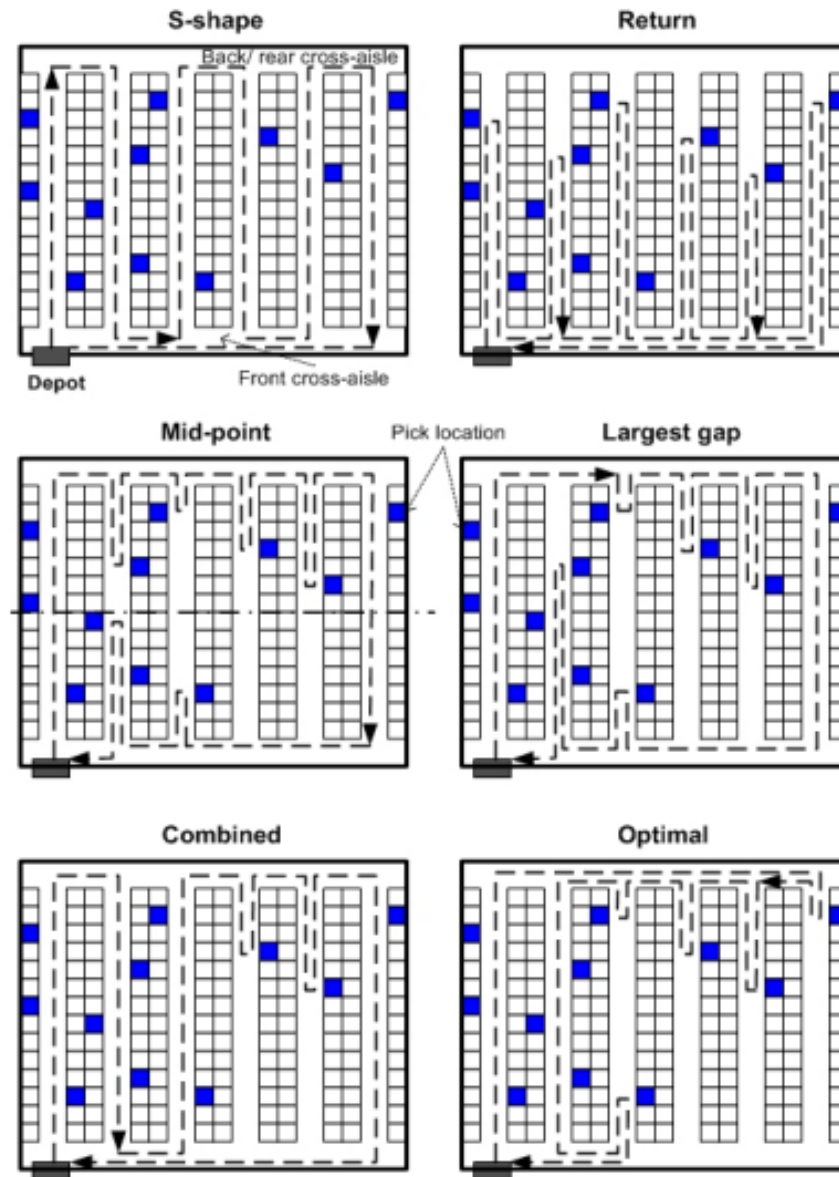 S-shape
Return
Back/ rear cross-aisle
Depot
Front cross-aisle
Mid-point
Pick location
Largest gap
Combined
Optimal